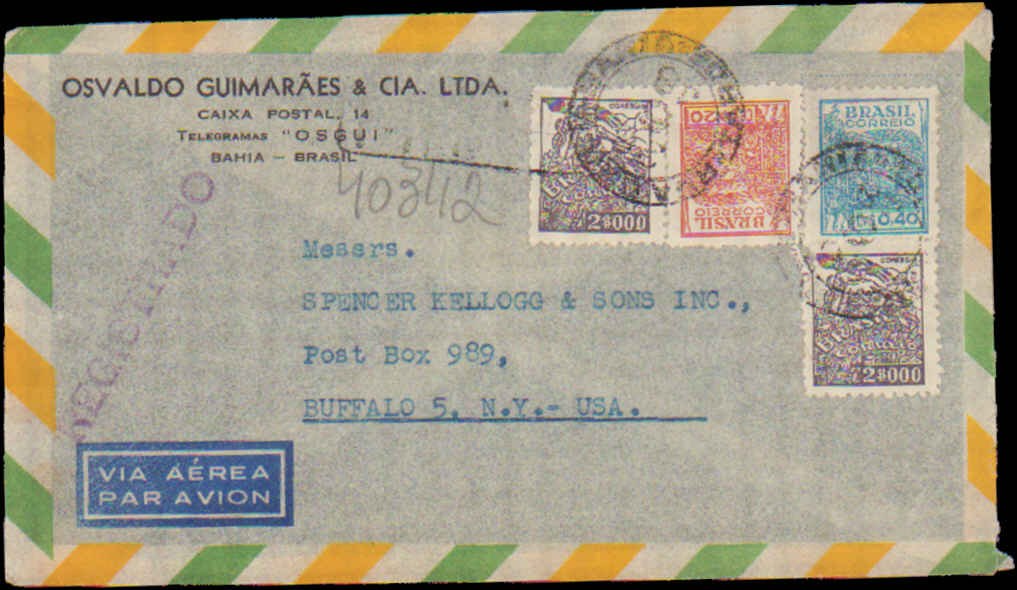 OSVALDO GUIMARÃES & CIA. LTDA.
CAIXA POSTAL, 14
TELEGRAMAS "OSGUI"
BAHIA – BRASIL
40342
REGISTRADO
2$000
BRASIL
CORREIO
BRASIL
CORREIO
0,40
BRASIL
CORREIO
2$000
Messrs.
SPENCER KELLOGG & SONS INC.,
Post Box 989,
BUFFALO 5, N.Y.- USA.
VIA AÉREA
PAR AVION